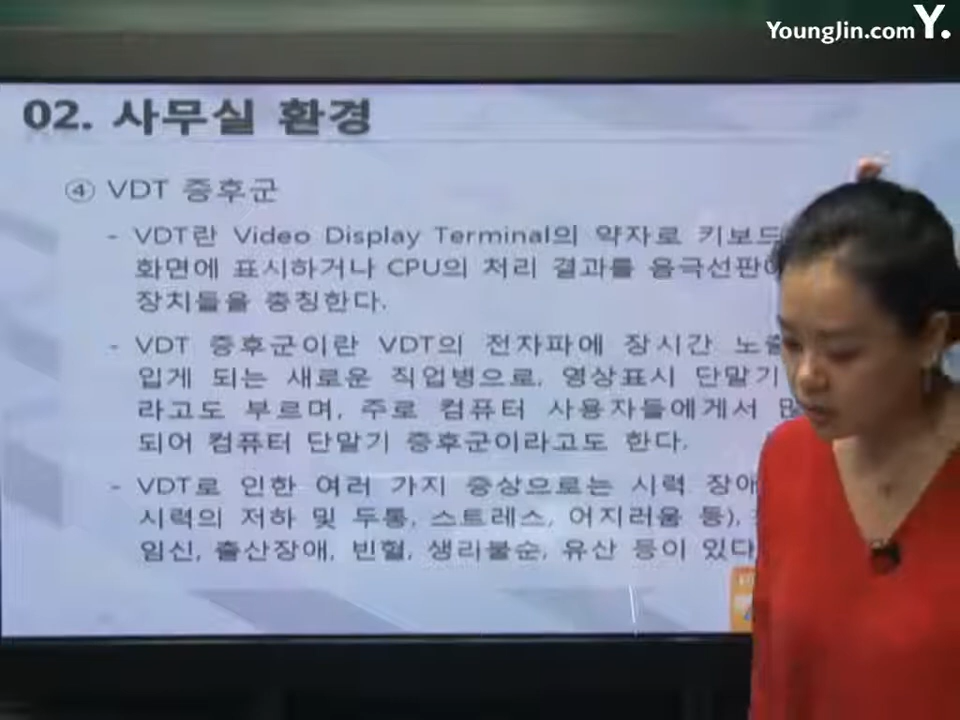 YoungJin.com Y.
02. 사무실 환경
④ VDT 증후군
- VDT란 Video Display Terminal의 약자로 키보드
화면에 표시하거나 CPU의 처리 결과를 음극선판에
장치들을 총칭한다.
- VDT 증후군이란 VDT의 전자파에 장시간 노출
입게 되는 새로운 직업병으로, 영상표시 단말기
라고도 부르며, 주로 컴퓨터 사용자들에게서
되어 컴퓨터 단말기 증후군이라고도 한다.
- VDT로 인한 여러 가지 증상으로는 시력 장애
시력의 저하 및 두통, 스트레스, 어지러움 등),
임신, 출산장애, 빈혈, 생리불순, 유산 등이 있다